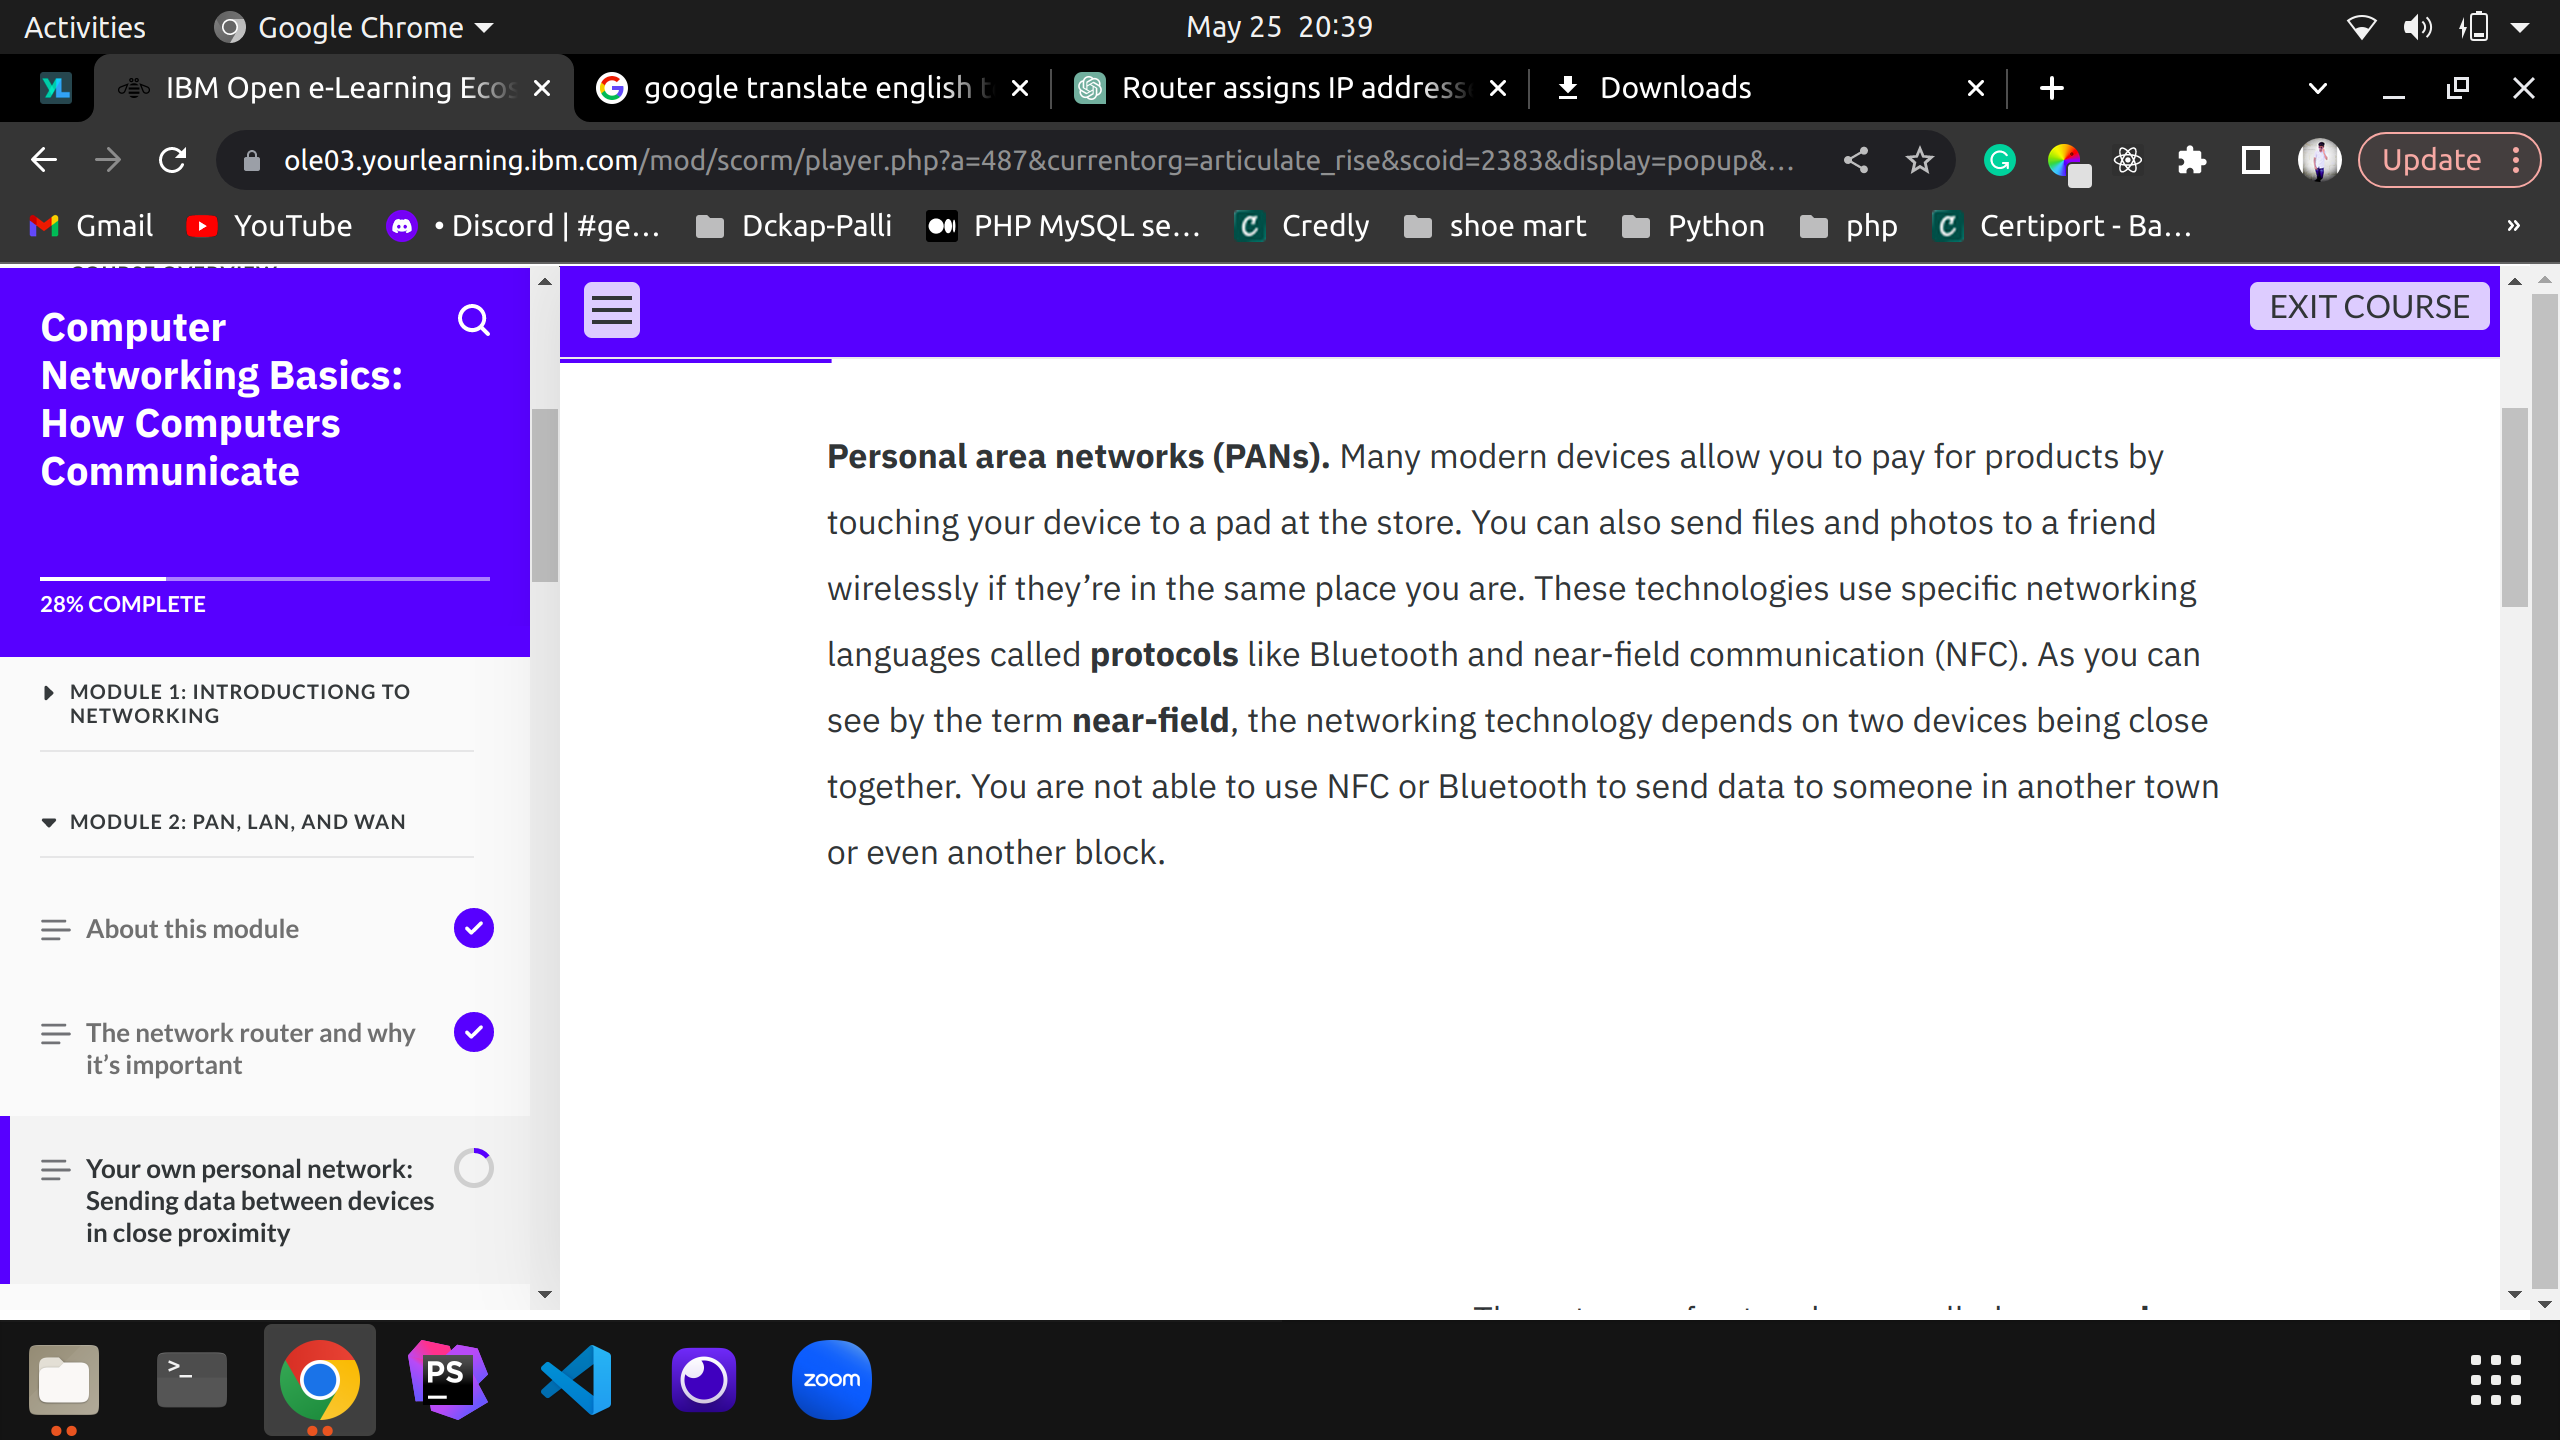 Activities
Google Chrome
May 25 20:39
YL
IBM Open e-Learning Ecos
google translate english t
Router assigns IP addresse
Downloads
ole03.yourlearning.ibm.com/mod/scorm/player.php?a=487&currentorg=articulate_rise&scoid=2383&display=popup&...
Update
Gmail
YouTube
• Discord | #ge...
Dckap-Palli
PHP MySQL se...
Credly
shoe mart
Python
php
Certiport - Ba...
»
COURSE OVERVIEW
Computer
Networking Basics:
How Computers
Communicate
28% COMPLETE
MODULE 1: INTRODUCTIONG TO
NETWORKING
MODULE 2: PAN, LAN, AND WAN
About this module
The network router and why
it’s important
Your own personal network:
Sending data between devices
in close proximity
EXIT COURSE
Personal area networks (PANs). Many modern devices allow you to pay for products by
touching your device to a pad at the store. You can also send files and photos to a friend
wirelessly if they’re in the same place you are. These technologies use specific networking
languages called protocols like Bluetooth and near-field communication (NFC). As you can
see by the term near-field, the networking technology depends on two devices being close
together. You are not able to use NFC or Bluetooth to send data to someone in another town
or even another block.
>_
PS
zoom